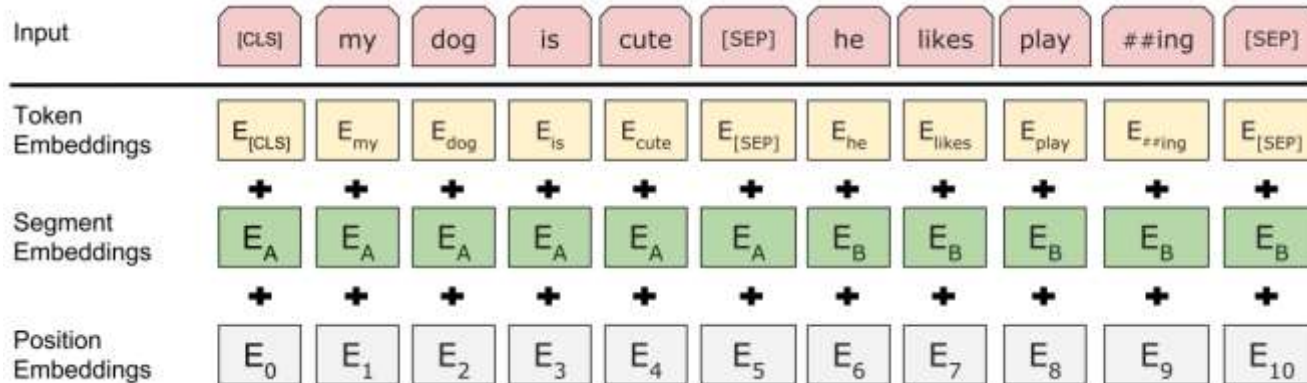 Input [CLS] my dog is cute [SEP] he likes play ##ing [SEP]
Token
Embeddings
E[CLS] Emy Edog Eis Ecute E[SEP] Ehe Elikes Eplay E##ing E[SEP]
Segment
Embeddings
EA EA EA EA EA EA EB EB EB EB EB
Position
Embeddings
E0 E1 E2 E3 E4 E5 E6 E7 E8 E9 E10